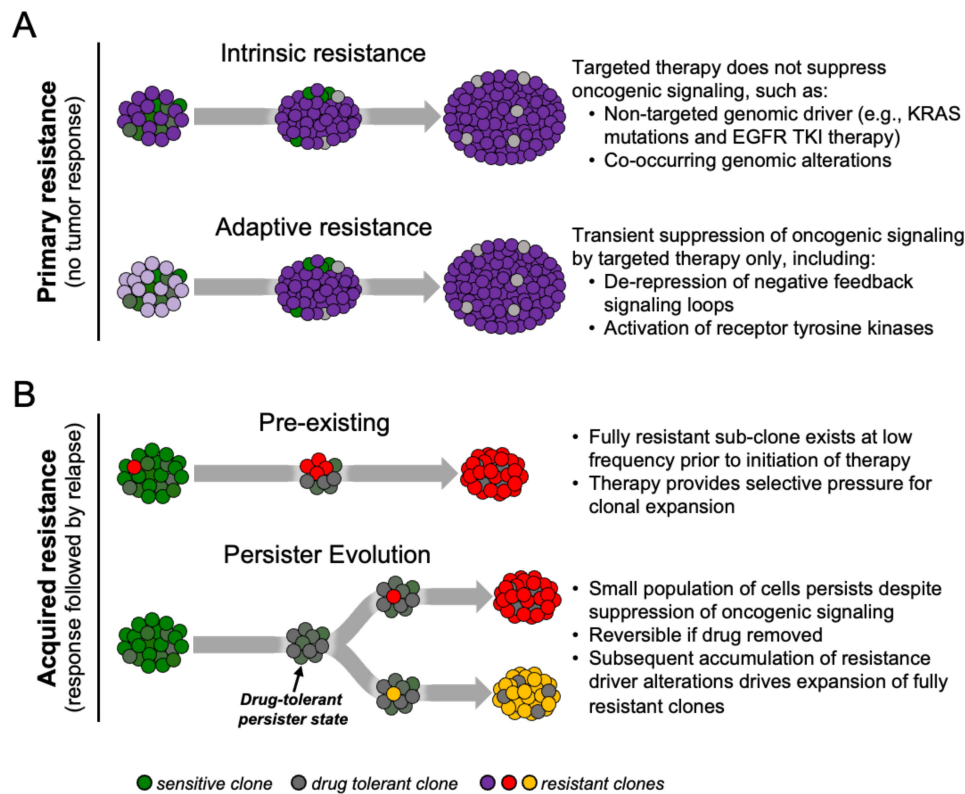 A
Primary resistance
(no tumor response)
Intrinsic resistance
Targeted therapy does not suppress
oncogenic signaling, such as:
• Non-targeted genomic driver (e.g., KRAS
mutations and EGFR TKI therapy)
• Co-occurring genomic alterations
Adaptive resistance
Transient suppression of oncogenic signaling
by targeted therapy only, including:
• De-repression of negative feedback
signaling loops
• Activation of receptor tyrosine kinases
B
Acquired resistance
(response followed by relapse)
Pre-existing
• Fully resistant sub-clone exists at low
frequency prior to initiation of therapy
• Therapy provides selective pressure for
clonal expansion
Persister Evolution
Drug-tolerant
persister state
• Small population of cells persists despite
suppression of oncogenic signaling
• Reversible if drug removed
• Subsequent accumulation of resistance
driver alterations drives expansion of fully
resistant clones
sensitive clone
drug tolerant clone
resistant clones